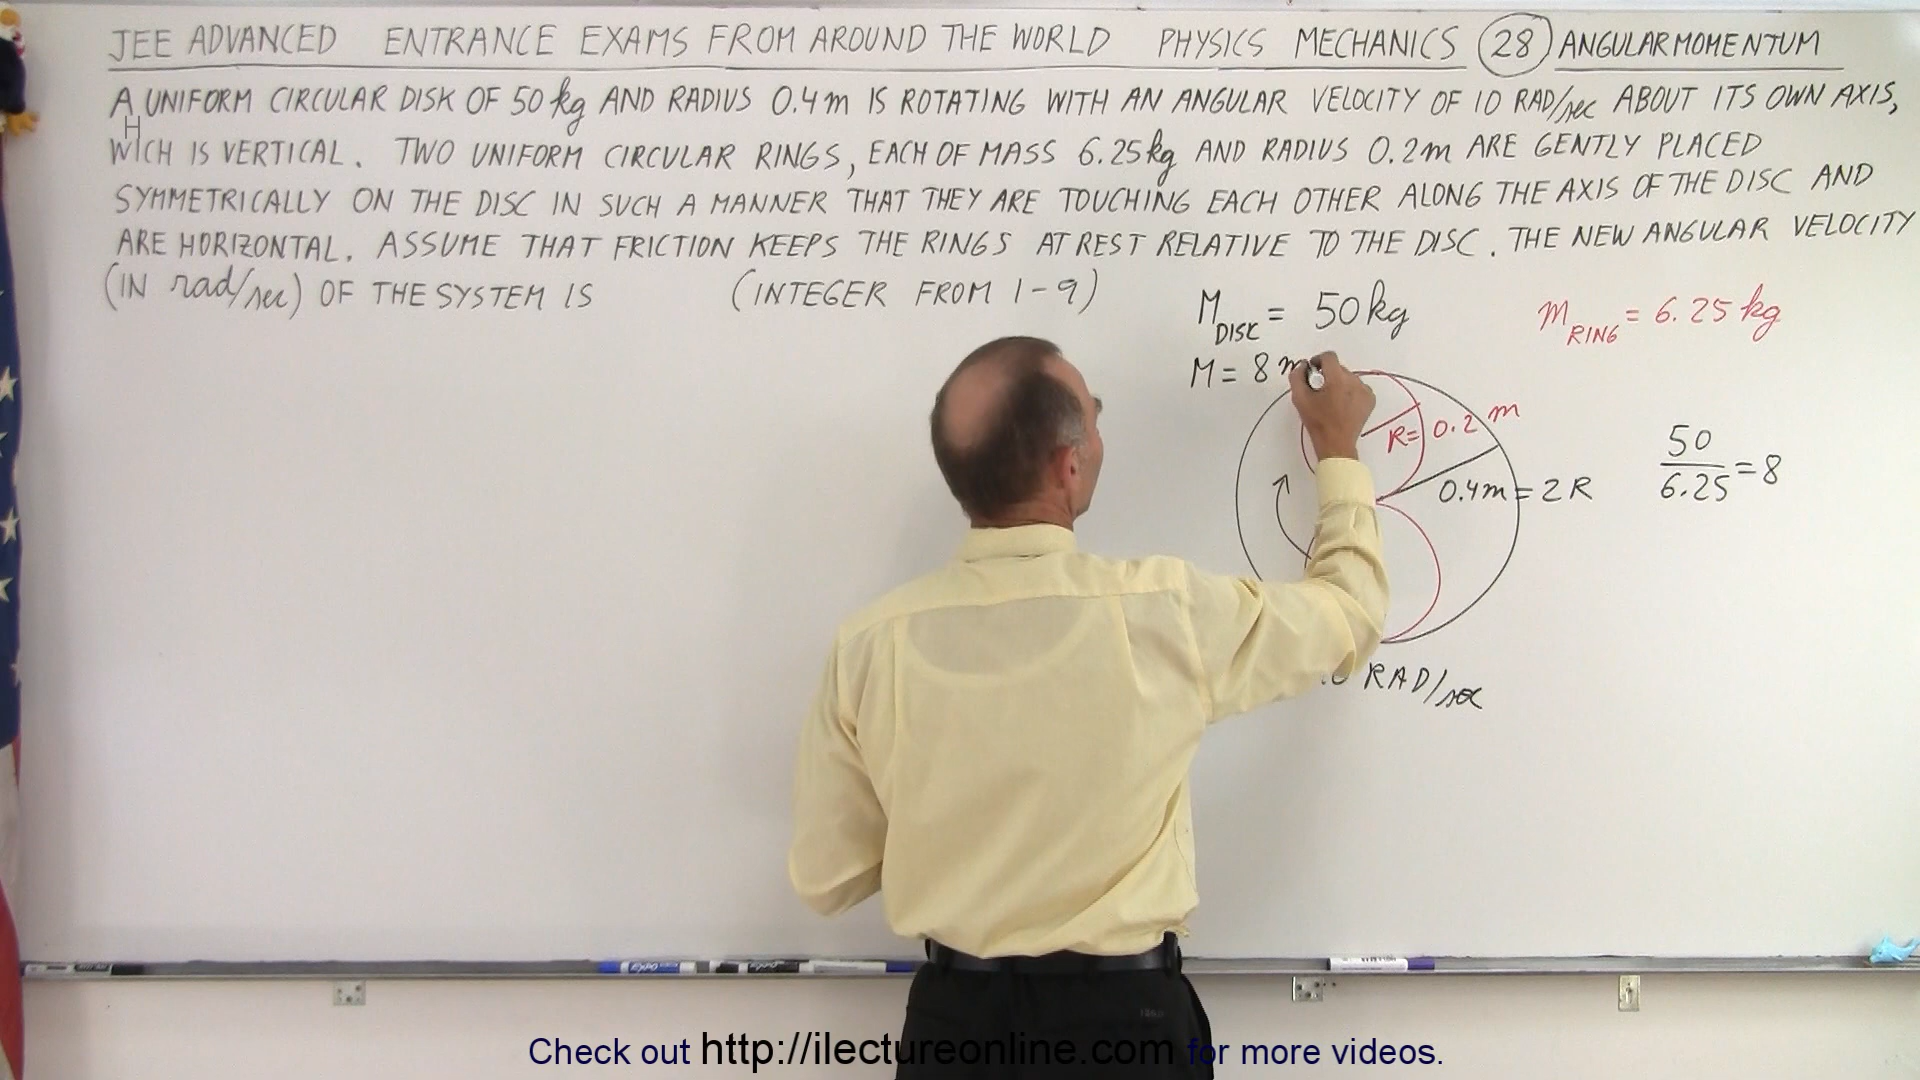 JEE ADVANCED ENTRANCE EXAMS FROM AROUND THE WORLD PHYSICS MECHANICS 28 ANGULAR MOMENTUM
A UNIFORM CIRCULAR DISK OF 50 kg AND RADIUS 0.4 m IS ROTATING WITH AN ANGULAR VELOCITY OF 10 RAD/sec ABOUT ITS OWN AXIS,
WHICH IS VERTICAL. TWO UNIFORM CIRCULAR RINGS, EACH OF MASS 6.25 kg AND RADIUS 0.2 m ARE GENTLY PLACED
SYMMETRICALLY ON THE DISC IN SUCH A MANNER THAT THEY ARE TOUCHING EACH OTHER ALONG THE AXIS OF THE DISC AND
ARE HORIZONTAL. ASSUME THAT FRICTION KEEPS THE RINGS AT REST RELATIVE TO THE DISC. THE NEW ANGULAR VELOCITY
(IN rad/sec) OF THE SYSTEM IS (INTEGER FROM 1-9)
M DISK = 50 kg
m RING = 6.25 kg
M = 8 m
R = 0.2 m
0.4m = 2R
50
6.25 = 8
RAD/sec
Check out http://ilectureonline.com for more videos.